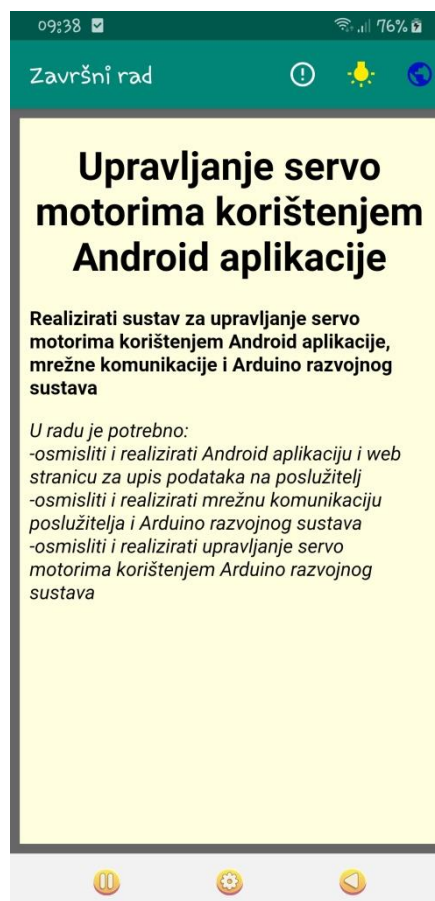 09:38 76%
Završni rad
Upravljanje servo
motorima korištenjem
Android aplikacije
Realizirati sustav za upravljanje servo
motorima korištenjem Android aplikacije,
mrežne komunikacije i Arduino razvojnog
sustava
U radu je potrebno:
-osmisliti i realizirati Android aplikaciju i web
stranicu za upis podataka na poslužitelj
-osmisliti i realizirati mrežnu komunikaciju
poslužitelja i Arduino razvojnog sustava
-osmisliti i realizirati upravljanje servo
motorima korištenjem Arduino razvojnog
sustava